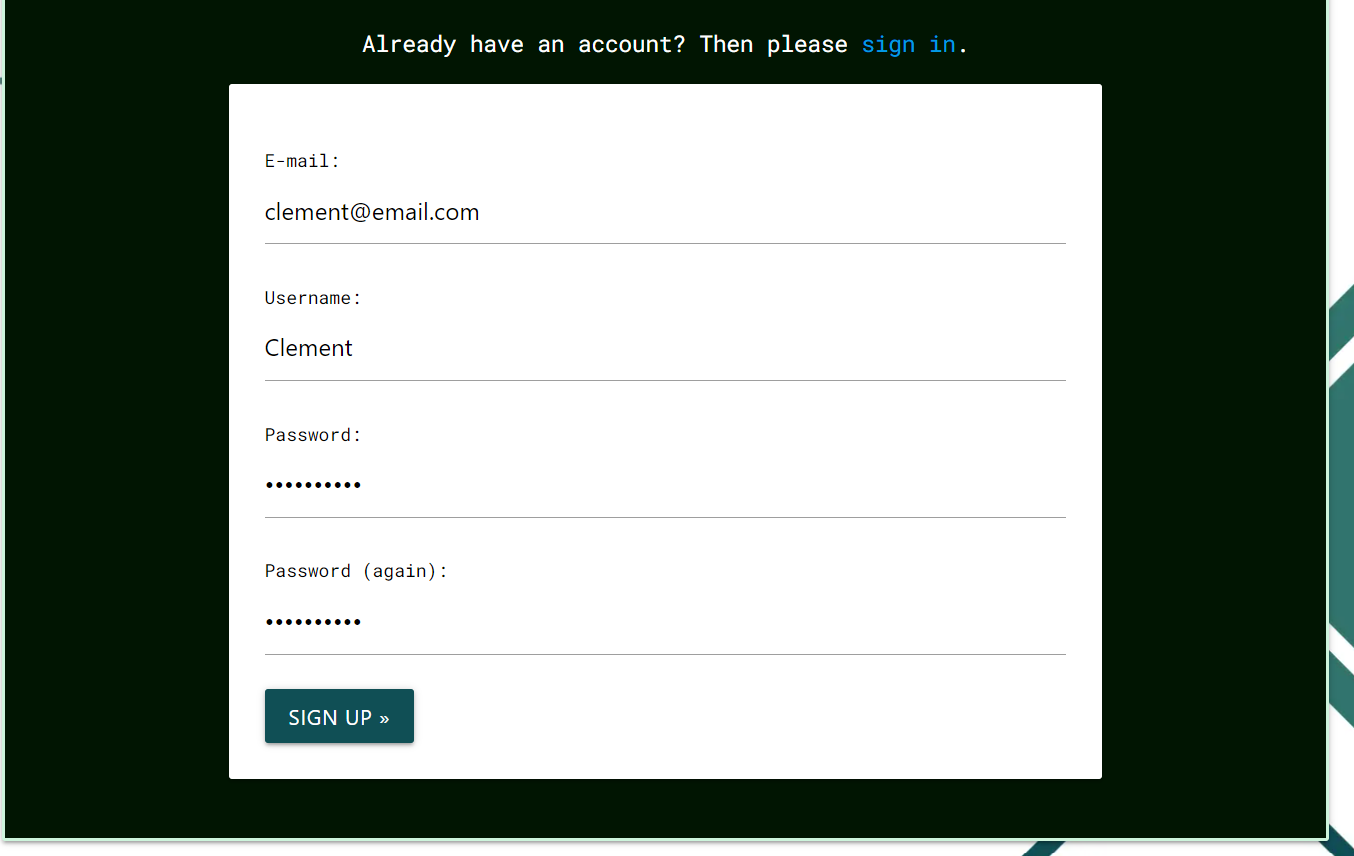 Already have an account? Then please sign in.
E-mail:
clement@email.com
Username:
Clement
Password:
••••••••••
Password (again):
••••••••••
SIGN UP »